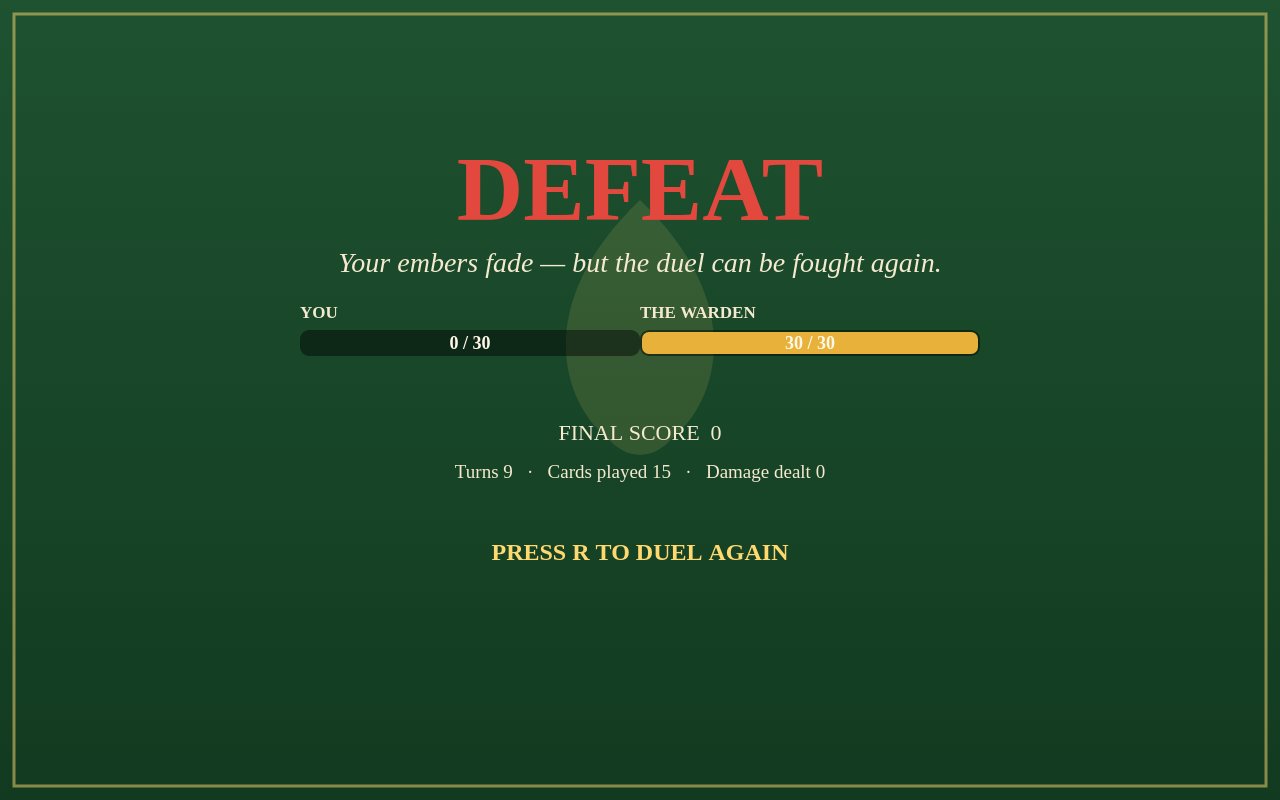 DEFEAT
Your embers fade — but the duel can be fought again.
YOU THE WARDEN
0 / 30 30 / 30
FINAL SCORE 0
Turns 9 · Cards played 15 · Damage dealt 0
PRESS R TO DUEL AGAIN